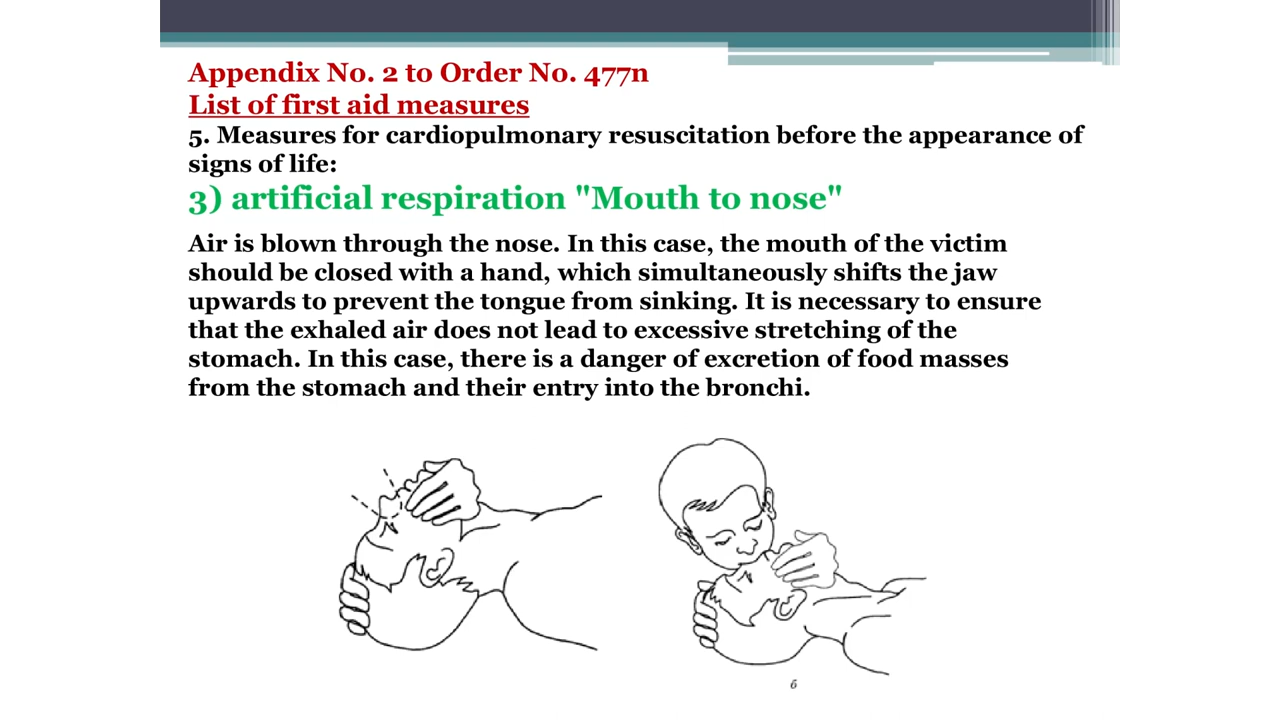 Appendix No. 2 to Order No. 477n
List of first aid measures
5. Measures for cardiopulmonary resuscitation before the appearance of
signs of life:
3) artificial respiration "Mouth to nose"
Air is blown through the nose. In this case, the mouth of the victim
should be closed with a hand, which simultaneously shifts the jaw
upwards to prevent the tongue from sinking. It is necessary to ensure
that the exhaled air does not lead to excessive stretching of the
stomach. In this case, there is a danger of excretion of food masses
from the stomach and their entry into the bronchi.
б